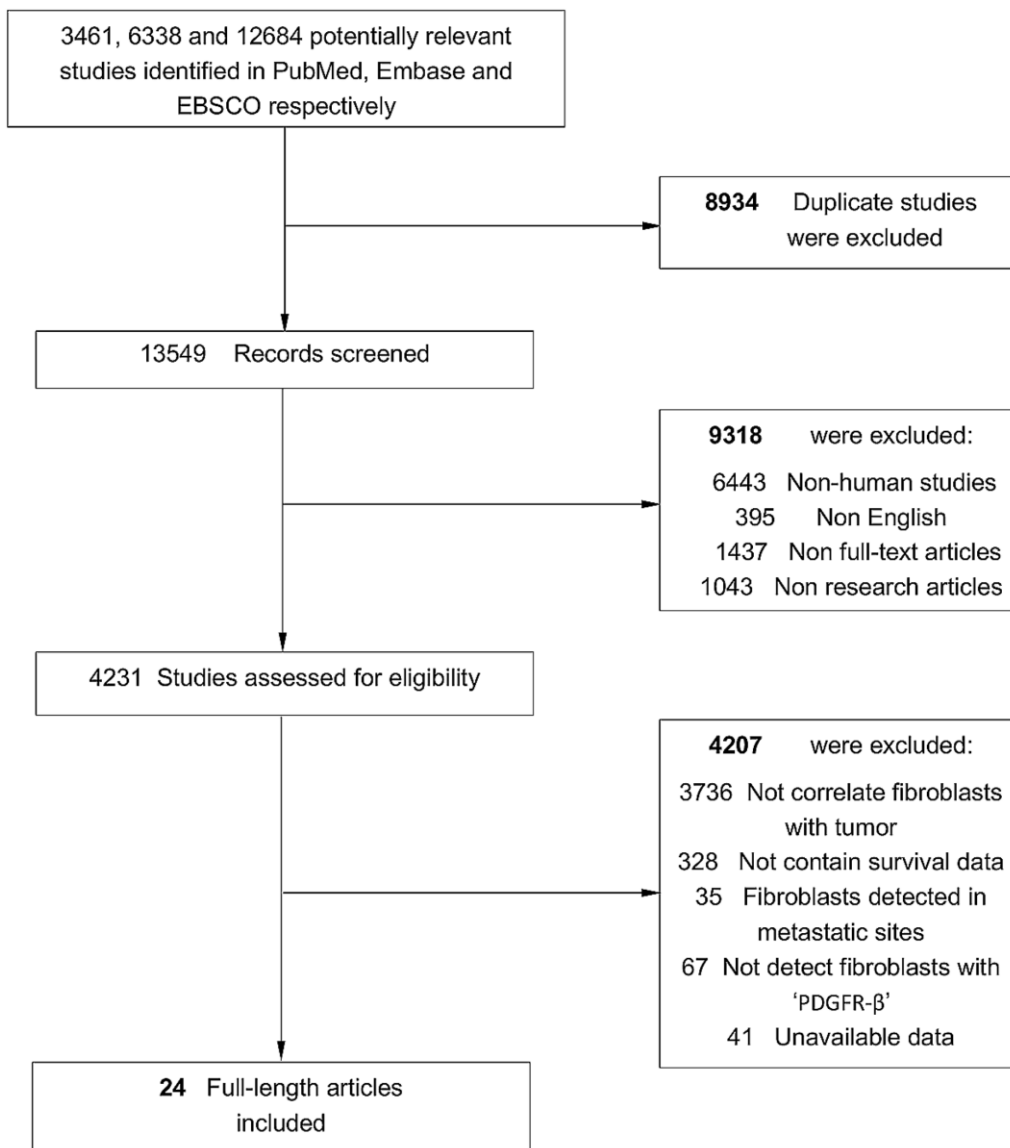 3461, 6338 and 12684 potentially relevant
studies identified in PubMed, Embase and
EBSCO respectively
8934 Duplicate studies
were excluded
13549 Records screened
9318 were excluded:
6443 Non-human studies
395 Non English
1437 Non full-text articles
1043 Non research articles
4231 Studies assessed for eligibility
4207 were excluded:
3736 Not correlate fibroblasts
with tumor
328 Not contain survival data
35 Fibroblasts detected in
metastatic sites
67 Not detect fibroblasts with
‘PDGFR-β’
41 Unavailable data
24 Full-length articles
included